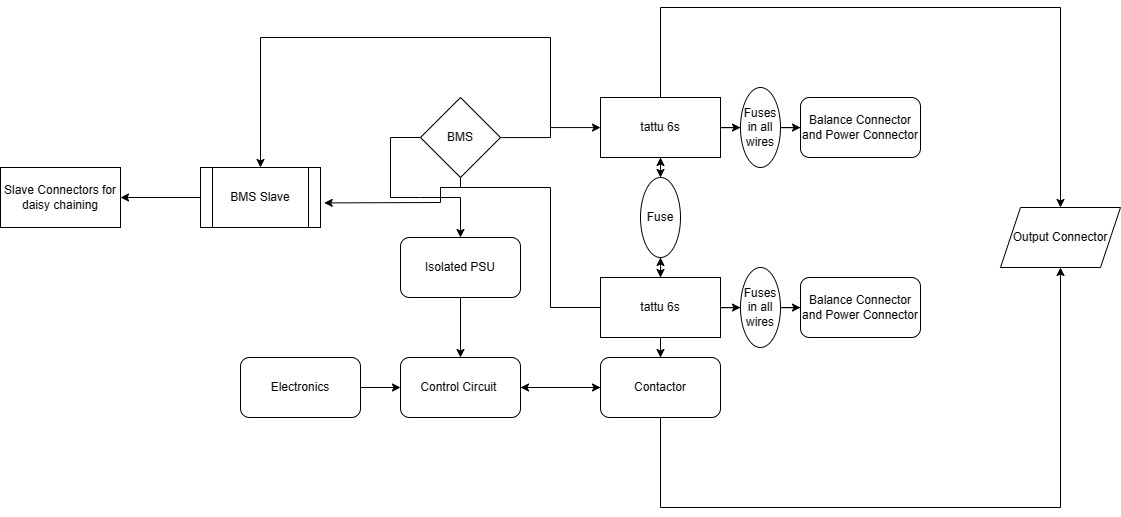 tattu 6s
Fuses
in all
wires
Balance Connector
and Power Connector
BMS
Slave Connectors for
daisy chaining
BMS Slave
Fuse
Output Connector
Isolated PSU
tattu 6s
Fuses
in all
wires
Balance Connector
and Power Connector
Electronics
Control Circuit
Contactor